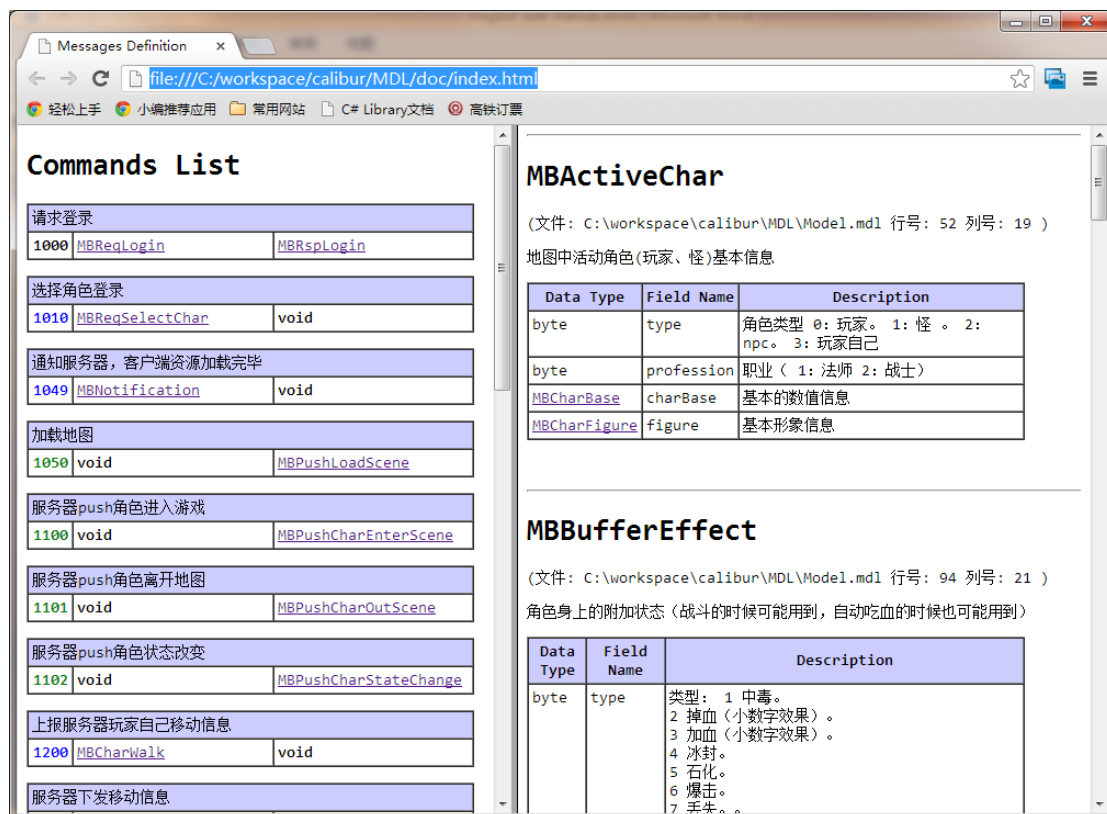 Messages Definition
file:///C:/workspace/calibur/MDL/doc/index.html
轻松上手 小编推荐应用 常用网站 C# Library文档 高铁订票
Commands List
请求登录
1000 MBReqLogin MBRspLogin
选择角色登录
1010 MBReqSelectChar void
通知服务器，客户端资源加载完毕
1049 MBNotification void
加载地图
1050 void MBPushLoadScene
服务器push角色进入游戏
1100 void MBPushCharEnterScene
服务器push角色离开地图
1101 void MBPushCharOutScene
服务器push角色状态改变
1102 void MBPushCharStateChange
上报服务器玩家自己移动信息
1200 MBCharWalk void
服务器下发移动信息
MBActiveChar
(文件: C:\workspace\calibur\MDL\Model.mdl 行号: 52 列号: 19 )
地图中活动角色(玩家、怪)基本信息
Data Type Field Name Description
byte type 角色类型 0: 玩家。 1: 怪 。 2:
npc。 3: 玩家自己
byte profession 职业（ 1: 法师 2: 战士）
MBCharBase charBase 基本的数值信息
MBCharFigure figure 基本形象信息
MBBufferEffect
(文件: C:\workspace\calibur\MDL\Model.mdl 行号: 94 列号: 21 )
角色身上的附加状态（战斗的时候可能用到，自动吃血的时候也可能用到）
Data Field Description
Type Name
byte type 类型: 1 中毒。
2 掉血（小数字效果）。
3 加血（小数字效果）。
4 冰封。
5 石化。
6 爆击。
7 丢失。。